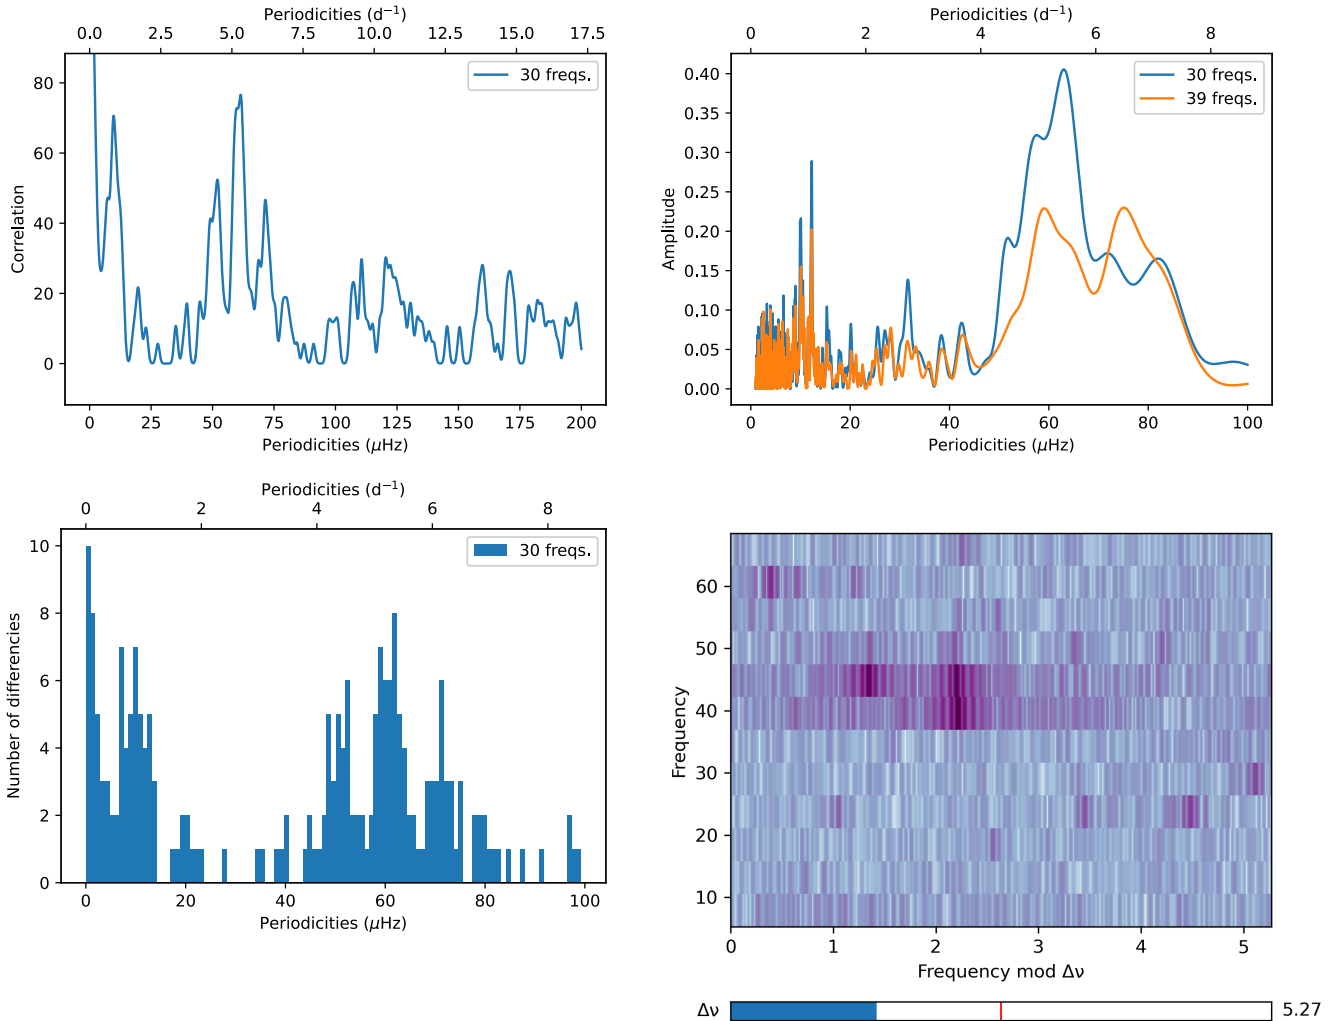 Periodicities (d⁻¹)
0.0 2.5 5.0 7.5 10.0 12.5 15.0 17.5
80
60
40
20
0
Correlation
30 freqs.
0 25 50 75 100 125 150 175 200
Periodicities (μHz)
Periodicities (d⁻¹)
0 2 4 6 8
0.40
0.35
0.30
0.25
0.20
0.15
0.10
0.05
0.00
Amplitude
30 freqs.
39 freqs.
0 20 40 60 80 100
Periodicities (μHz)
Periodicities (d⁻¹)
0 2 4 6 8
10
8
6
4
2
0
Number of differencies
30 freqs.
0 20 40 60 80 100
Periodicities (μHz)
60
50
40
30
20
10
Frequency
0 1 2 3 4 5
Frequency mod Δν
Δν 5.27